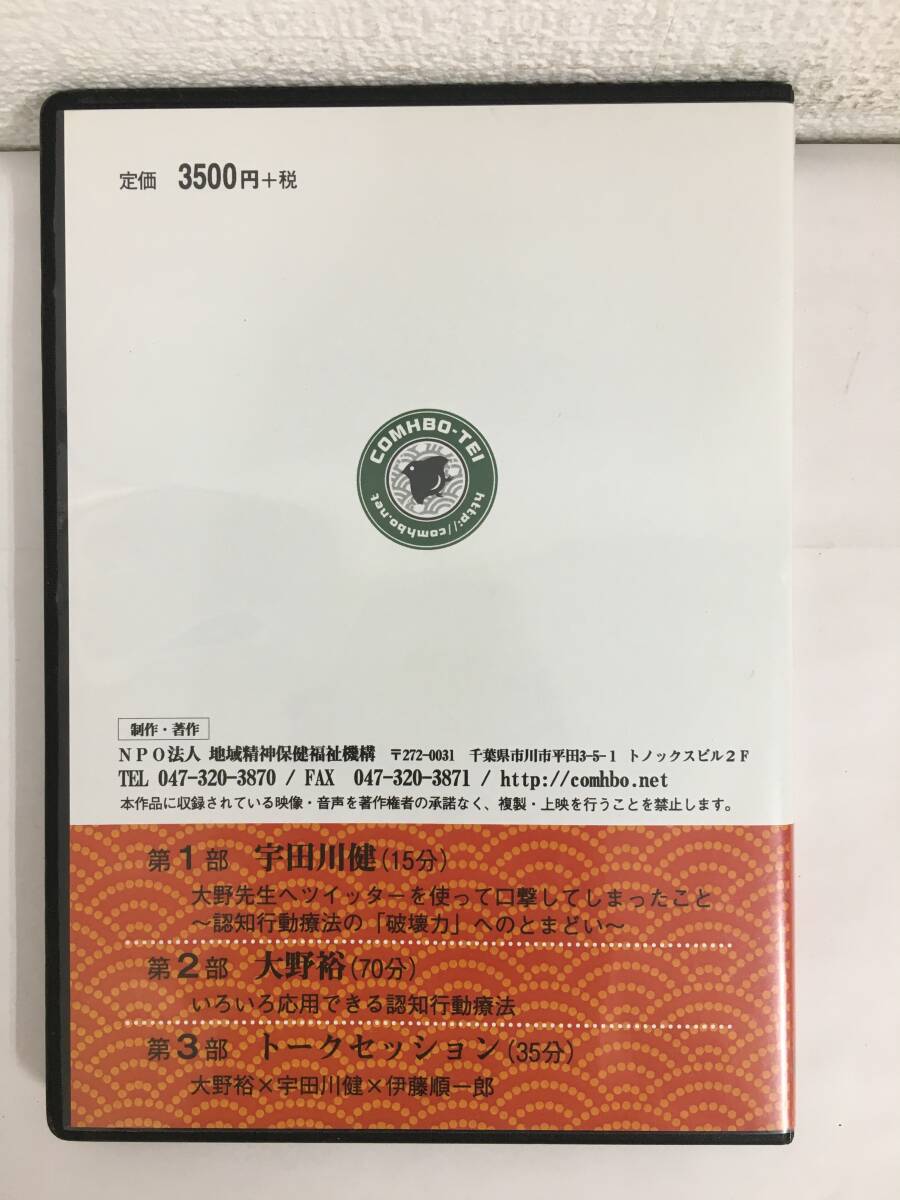 定価 3500円+税
COMHBO-TEI
http://comhbo.net
制作・著作
NPO法人 地域精神保健福祉機構 〒272-0031 千葉県市川市平田3-5-1 トノックスビル2F
TEL 047-320-3870 / FAX 047-320-3871 / http://comhbo.net
本作品に収録されている映像・音声を著作権者の承諾なく、複製・上映を行うことを禁止します。
第1部 宇田川健(15分)
大野先生へツイッターを使って口撃してしまったこと
～認知行動療法の「破壊力」へのとまどい～
第2部 大野裕(70分)
いろいろ応用できる認知行動療法
第3部 トークセッション(35分)
大野裕×宇田川健×伊藤順一郎